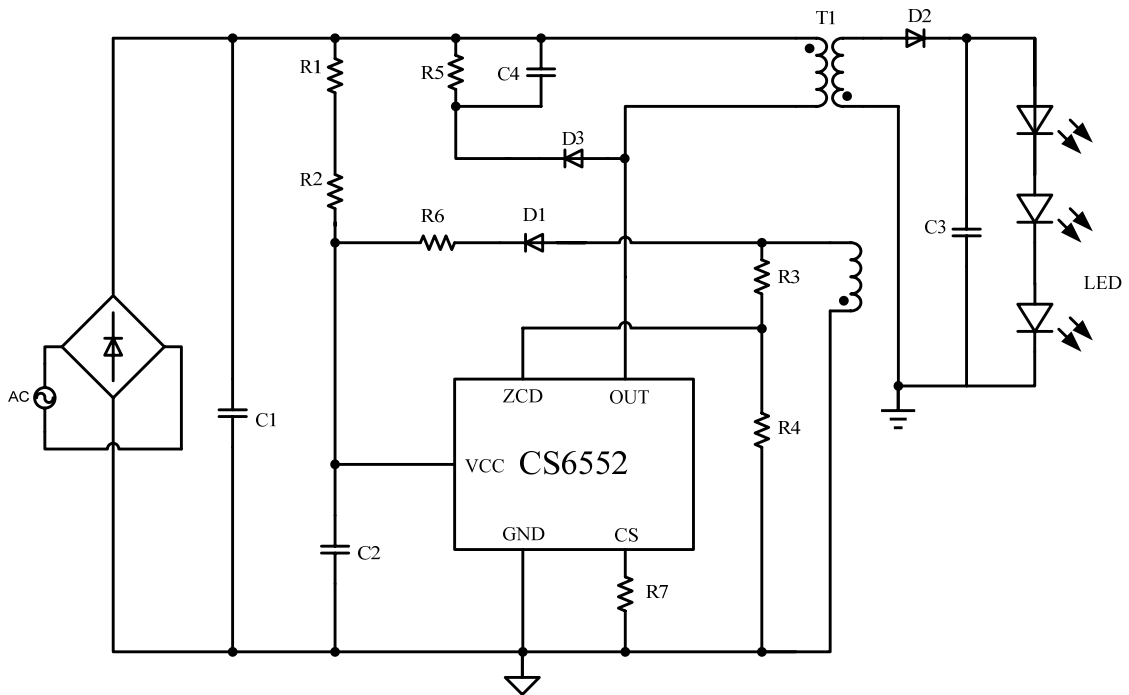 T1
D2
R1
R5
C4
D3
R2
R6
D1
R3
C3
LED
AC
ZCD
OUT
C1
R4
VCC
CS6552
GND
CS
C2
R7